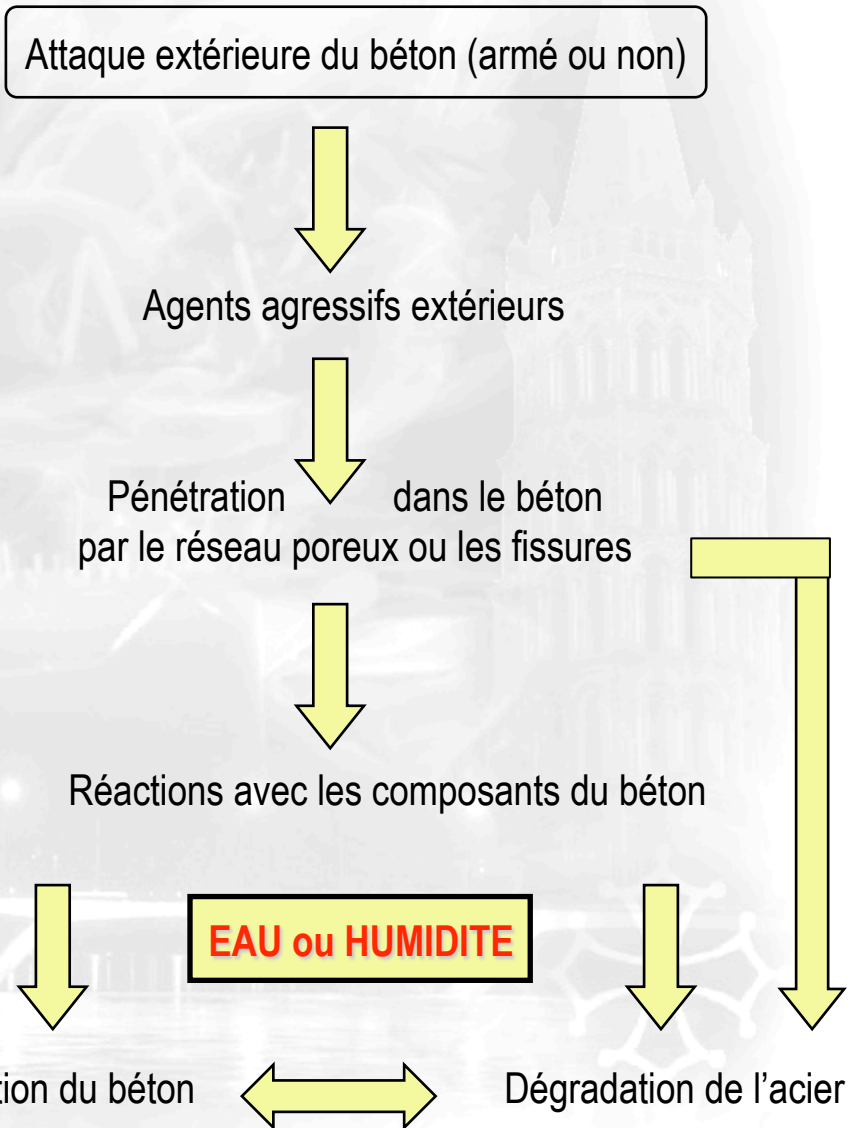 Attaque extérieure du béton (armé ou non)
Agents agressifs extérieurs
Pénétration dans le béton
par le réseau poreux ou les fissures
Réactions avec les composants du béton
EAU ou HUMIDITE
du béton
Dégradation de l’acier